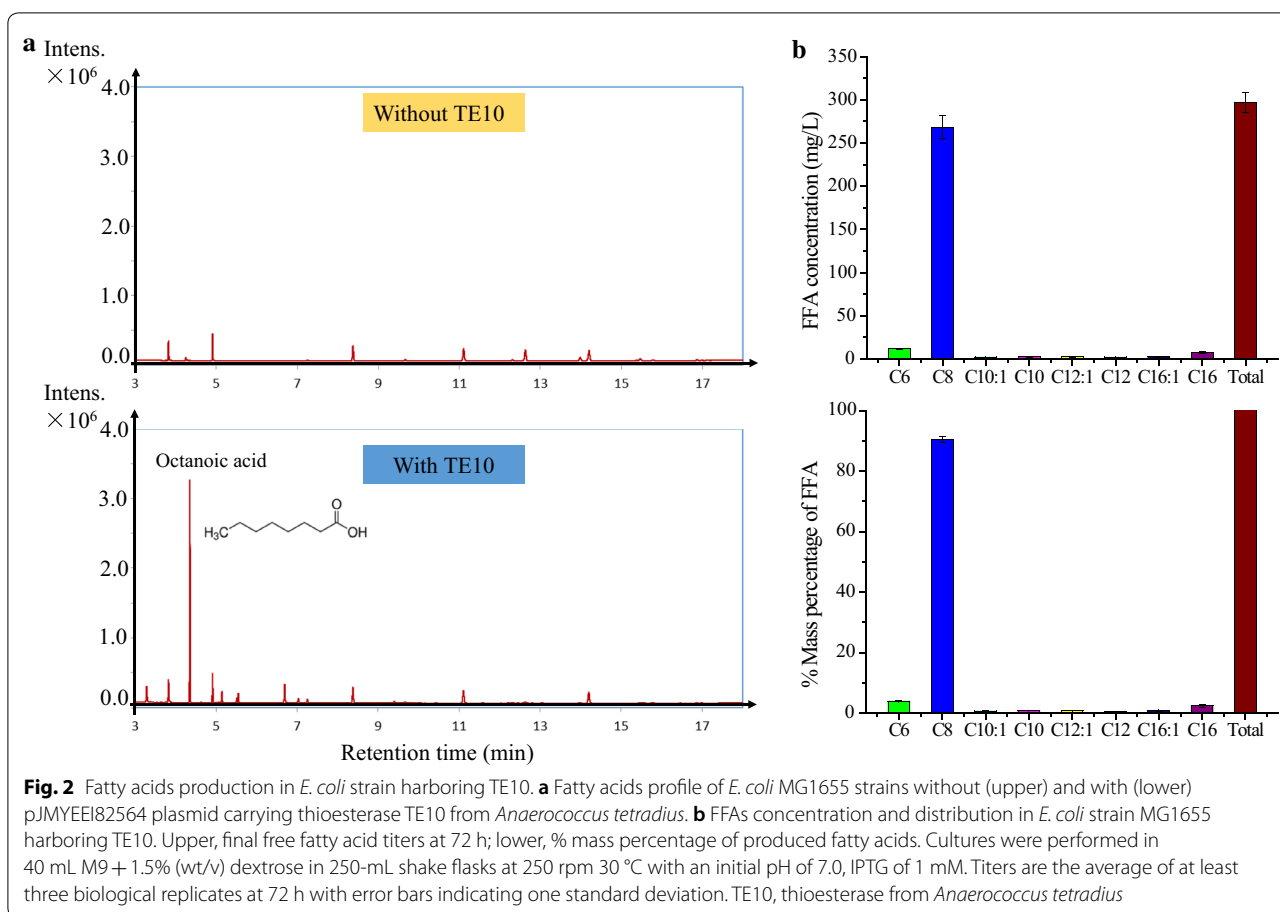 a
Intens.
×10⁶
4.0
3.0
2.0
1.0
0.0
Without TE10
3 5 7 9 11 13 15 17
Intens.
×10⁶
4.0
3.0
2.0
1.0
0.0
Octanoic acid
With TE10
H₃C
O
OH
3 5 7 9 11 13 15 17
Retention time (min)
b
FFA concentration (mg/L)
350
300
250
200
150
100
50
0
C6 C8 C10:1 C10 C12:1 C12 C16:1 C16 Total
% Mass percentage of FFA
100
80
60
40
20
0
C6 C8 C10:1 C10 C12:1 C12 C16:1 C16 Total
Fig. 2 Fatty acids production in E. coli strain harboring TE10. a Fatty acids profile of E. coli MG1655 strains without (upper) and with (lower)
pJMYEEI82564 plasmid carrying thioesterase TE10 from Anaerococcus tetradius. b FFAs concentration and distribution in E. coli strain MG1655
harboring TE10. Upper, final free fatty acid titers at 72 h; lower, % mass percentage of produced fatty acids. Cultures were performed in
40 mL M9 + 1.5% (wt/v) dextrose in 250-mL shake flasks at 250 rpm 30 °C with an initial pH of 7.0, IPTG of 1 mM. Titers are the average of at least
three biological replicates at 72 h with error bars indicating one standard deviation. TE10, thioesterase from Anaerococcus tetradius